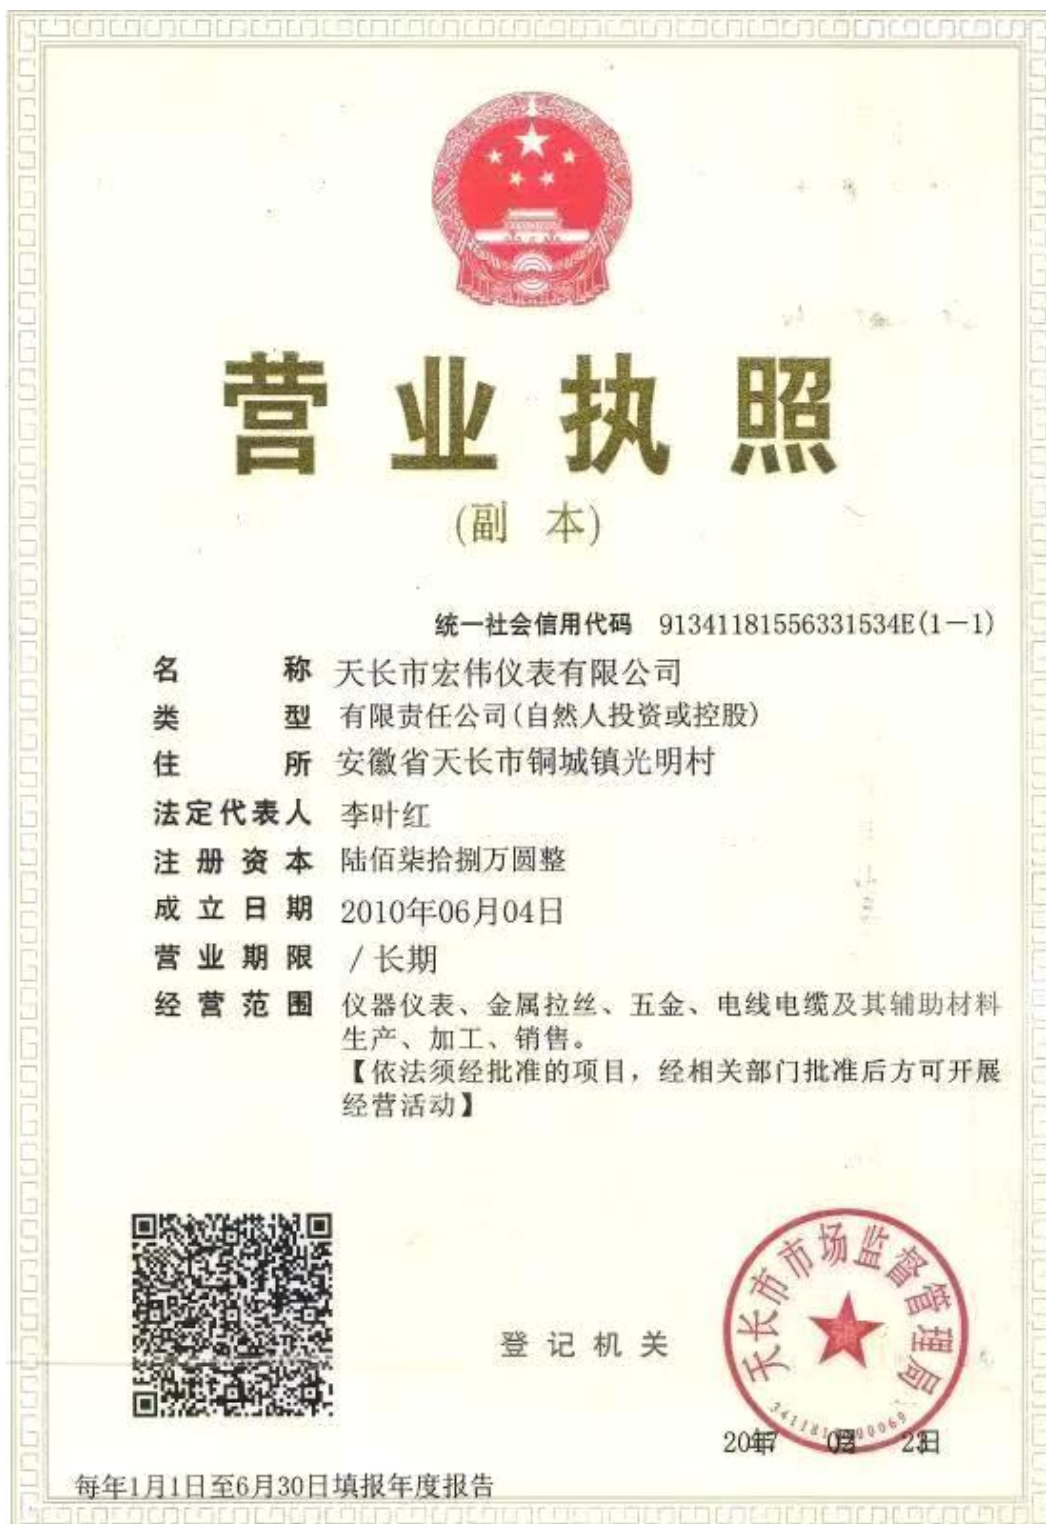 营业执照
(副 本)
统一社会信用代码 91341181556331534E(1-1)
名称 天长市宏伟仪表有限公司
类型 有限责任公司(自然人投资或控股)
住所 安徽省天长市铜城镇光明村
法定代表人 李叶红
注册资本 陆佰柒拾捌万圆整
成立日期 2010年06月04日
营业期限 / 长期
经营范围 仪器仪表、金属拉丝、五金、电线电缆及其辅助材料
生产、加工、销售。
【依法须经批准的项目，经相关部门批准后方可开展
经营活动】
天长市市场监督管理局
登记机关
2017年 月 23日
每年1月1日至6月30日填报年度报告